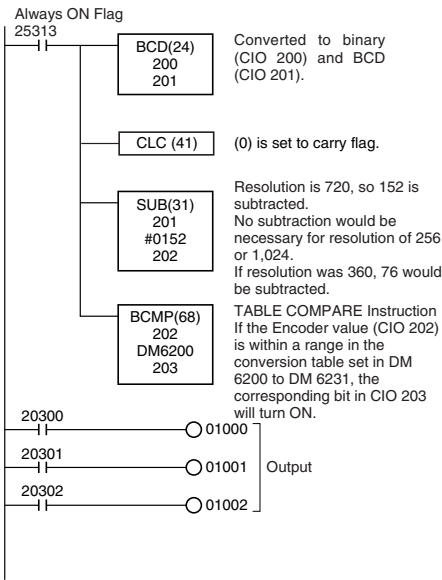 Always ON Flag
25313
BCD(24)
200
201
Converted to binary
(CIO 200) and BCD
(CIO 201).
CLC (41)
(0) is set to carry flag.
SUB(31)
201
#0152
202
Resolution is 720, so 152 is
subtracted.
No subtraction would be
necessary for resolution of 256
or 1,024.
If resolution was 360, 76 would
be subtracted.
BCMP(68)
202
DM6200
203
TABLE COMPARE Instruction
If the Encoder value (CIO 202)
is within a range in the
conversion table set in DM
6200 to DM 6231, the
corresponding bit in CIO 203
will turn ON.
20300
01000
20301
01001
Output
20302
01002